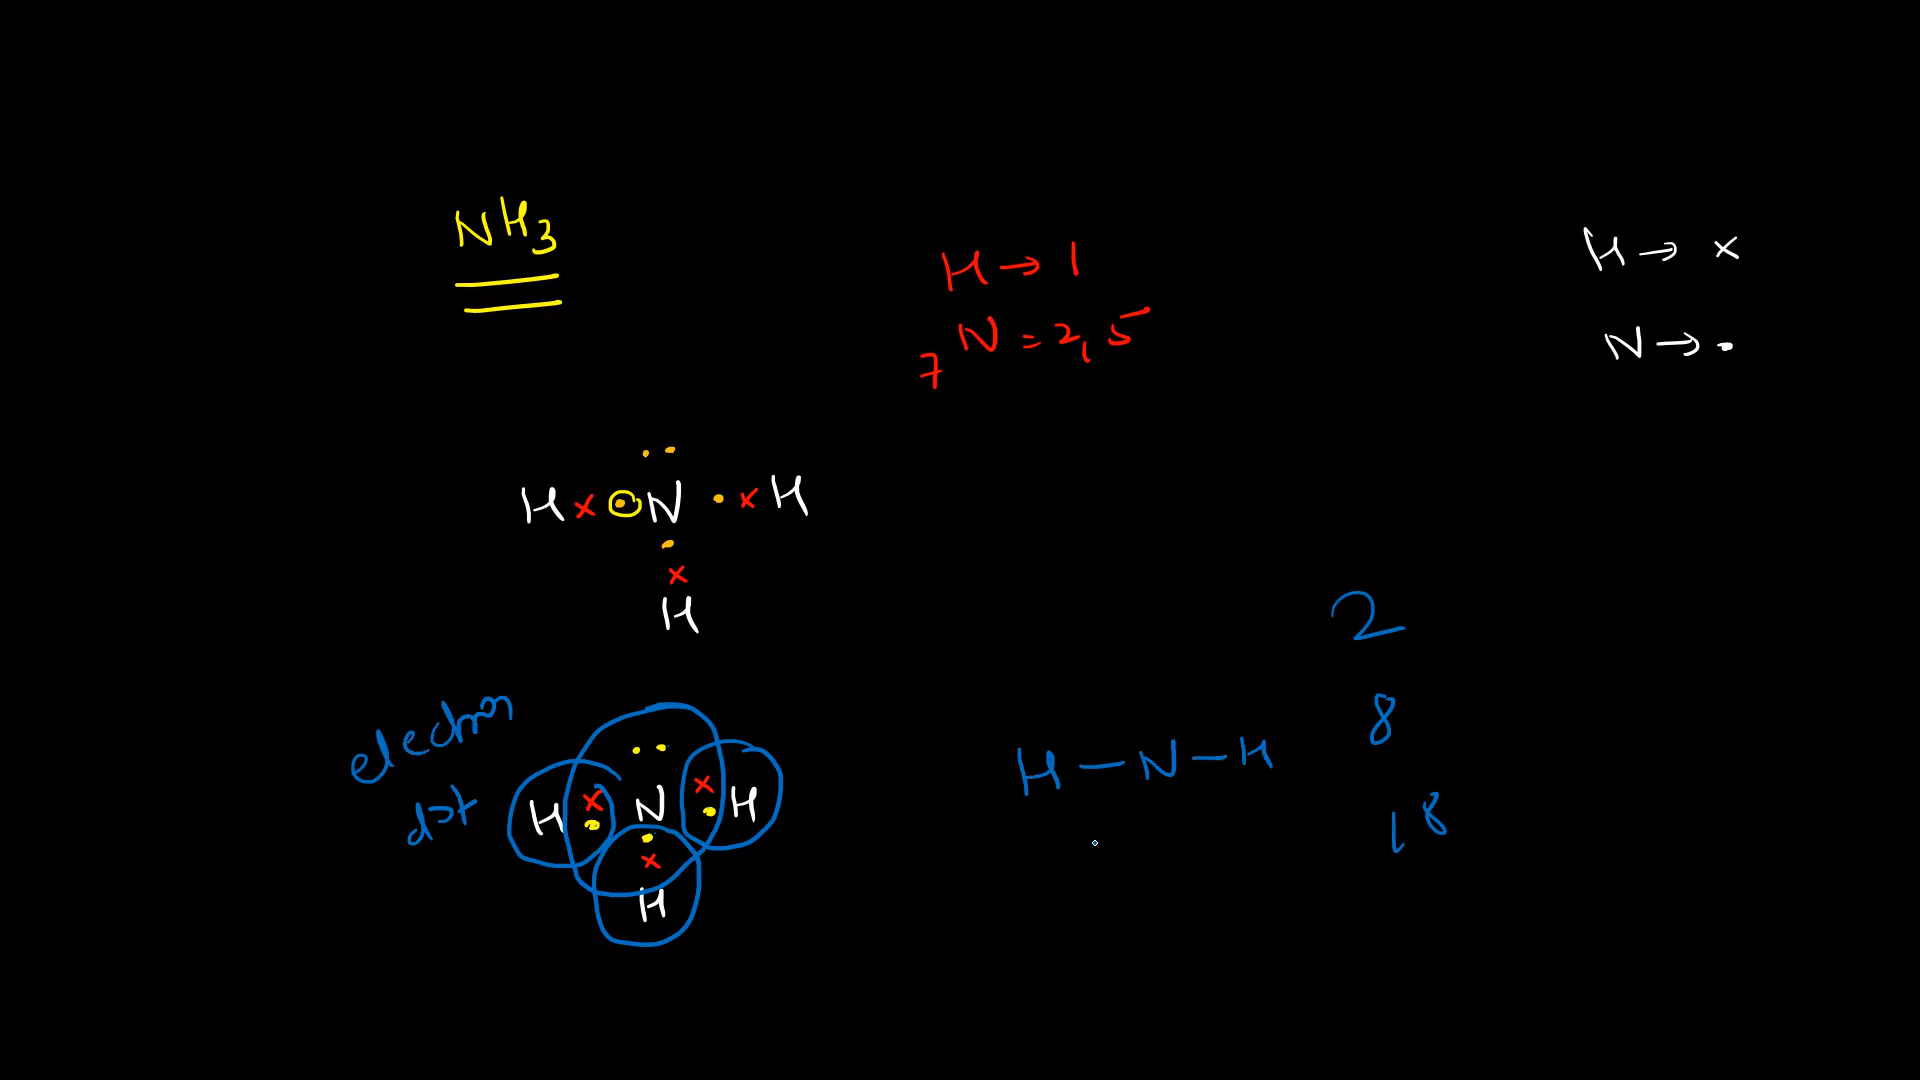 NH3
H → 1
7N = 2, 5
H → x
N → .
H x . N . x H
x
H
electron
dot
H N H
H
H — N — H
2
8
18